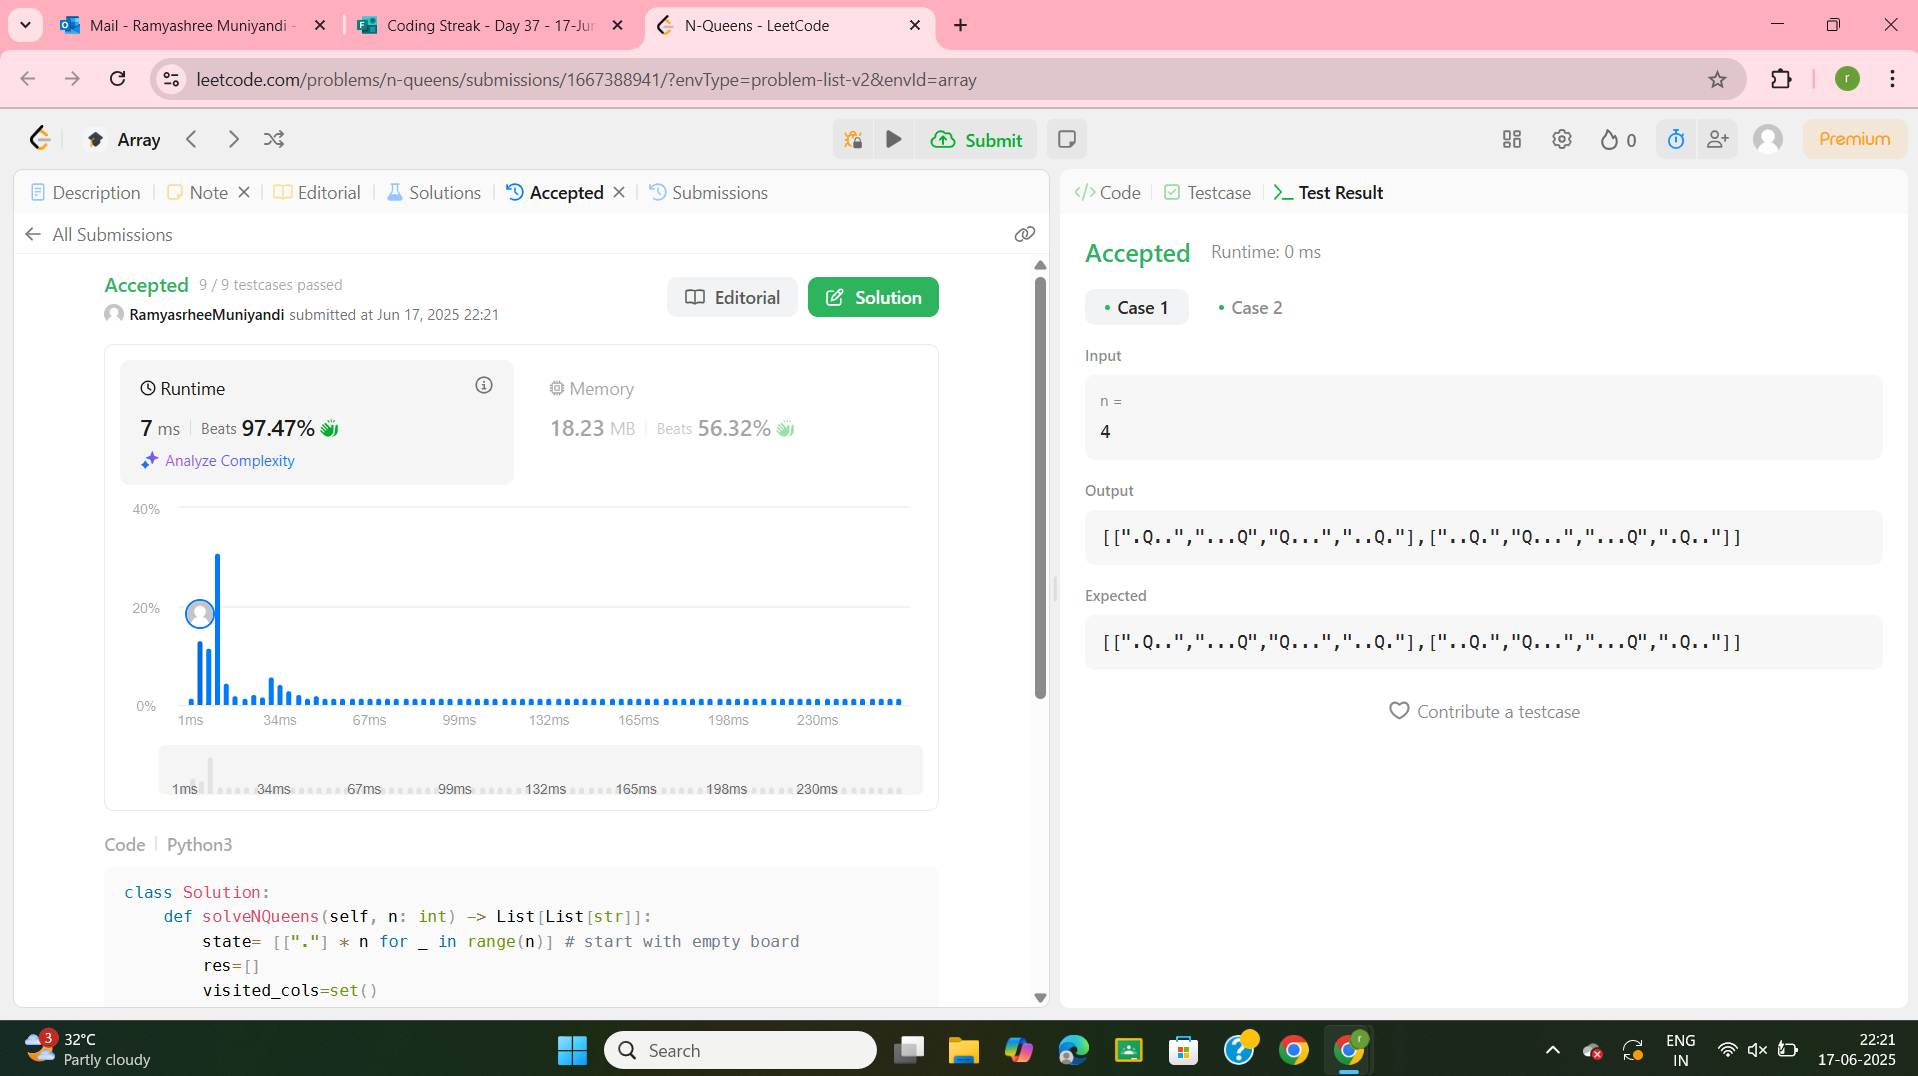 Mail - Ramyashree Muniyandi -
Coding Streak - Day 37 - 17-Jun
N-Queens - LeetCode
leetcode.com/problems/n-queens/submissions/1667388941/?envType=problem-list-v2&envId=array
r
Array
Submit
0
Premium
Description
Note
Editorial
Solutions
Accepted
Submissions
All Submissions
Accepted
9 / 9 testcases passed
RamyasrheeMuniyandi submitted at Jun 17, 2025 22:21
Editorial
Solution
Runtime
7 ms
Beats 97.47%
Analyze Complexity
Memory
18.23 MB
Beats 56.32%
40%
20%
0%
1ms 34ms 67ms 99ms 132ms 165ms 198ms 230ms
1ms 34ms 67ms 99ms 132ms 165ms 198ms 230ms
Code
Python3
class Solution:
    def solveNQueens(self, n: int) -> List[List[str]]:
        state= [["."] * n for _ in range(n)] # start with empty board
        res=[]
        visited_cols=set()
</> Code
Testcase
>_ Test Result
Accepted
Runtime: 0 ms
• Case 1
• Case 2
Input
n =
4
Output
[[".Q..","...Q","Q...","..Q."],["..Q.","Q...","...Q",".Q.."]]
Expected
[[".Q..","...Q","Q...","..Q."],["..Q.","Q...","...Q",".Q.."]]
Contribute a testcase
3
32°C
Partly cloudy
Search
r
ENG
IN
22:21
17-06-2025